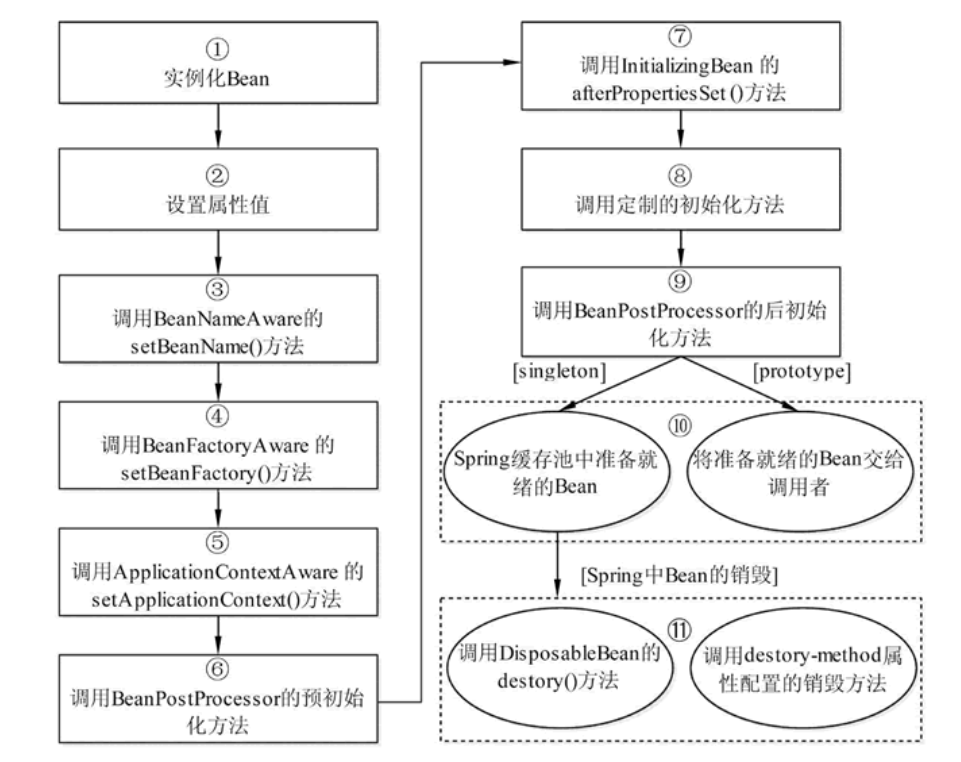 ①
实例化Bean
②
设置属性值
③
调用BeanNameAware的
setBeanName()方法
④
调用BeanFactoryAware 的
setBeanFactory()方法
⑤
调用ApplicationContextAware 的
setApplicationContext()方法
⑥
调用BeanPostProcessor的预初始
化方法
⑦
调用InitializingBean 的
afterPropertiesSet ()方法
⑧
调用定制的初始化方法
⑨
调用BeanPostProcessor的后初始
化方法
[singleton]
[prototype]
⑩
Spring缓存池中准备就
绪的Bean
将准备就绪的Bean交给
调用者
[Spring中Bean的销毁]
⑪
调用DisposableBean的
destory()方法
调用destory-method属
性配置的销毁方法